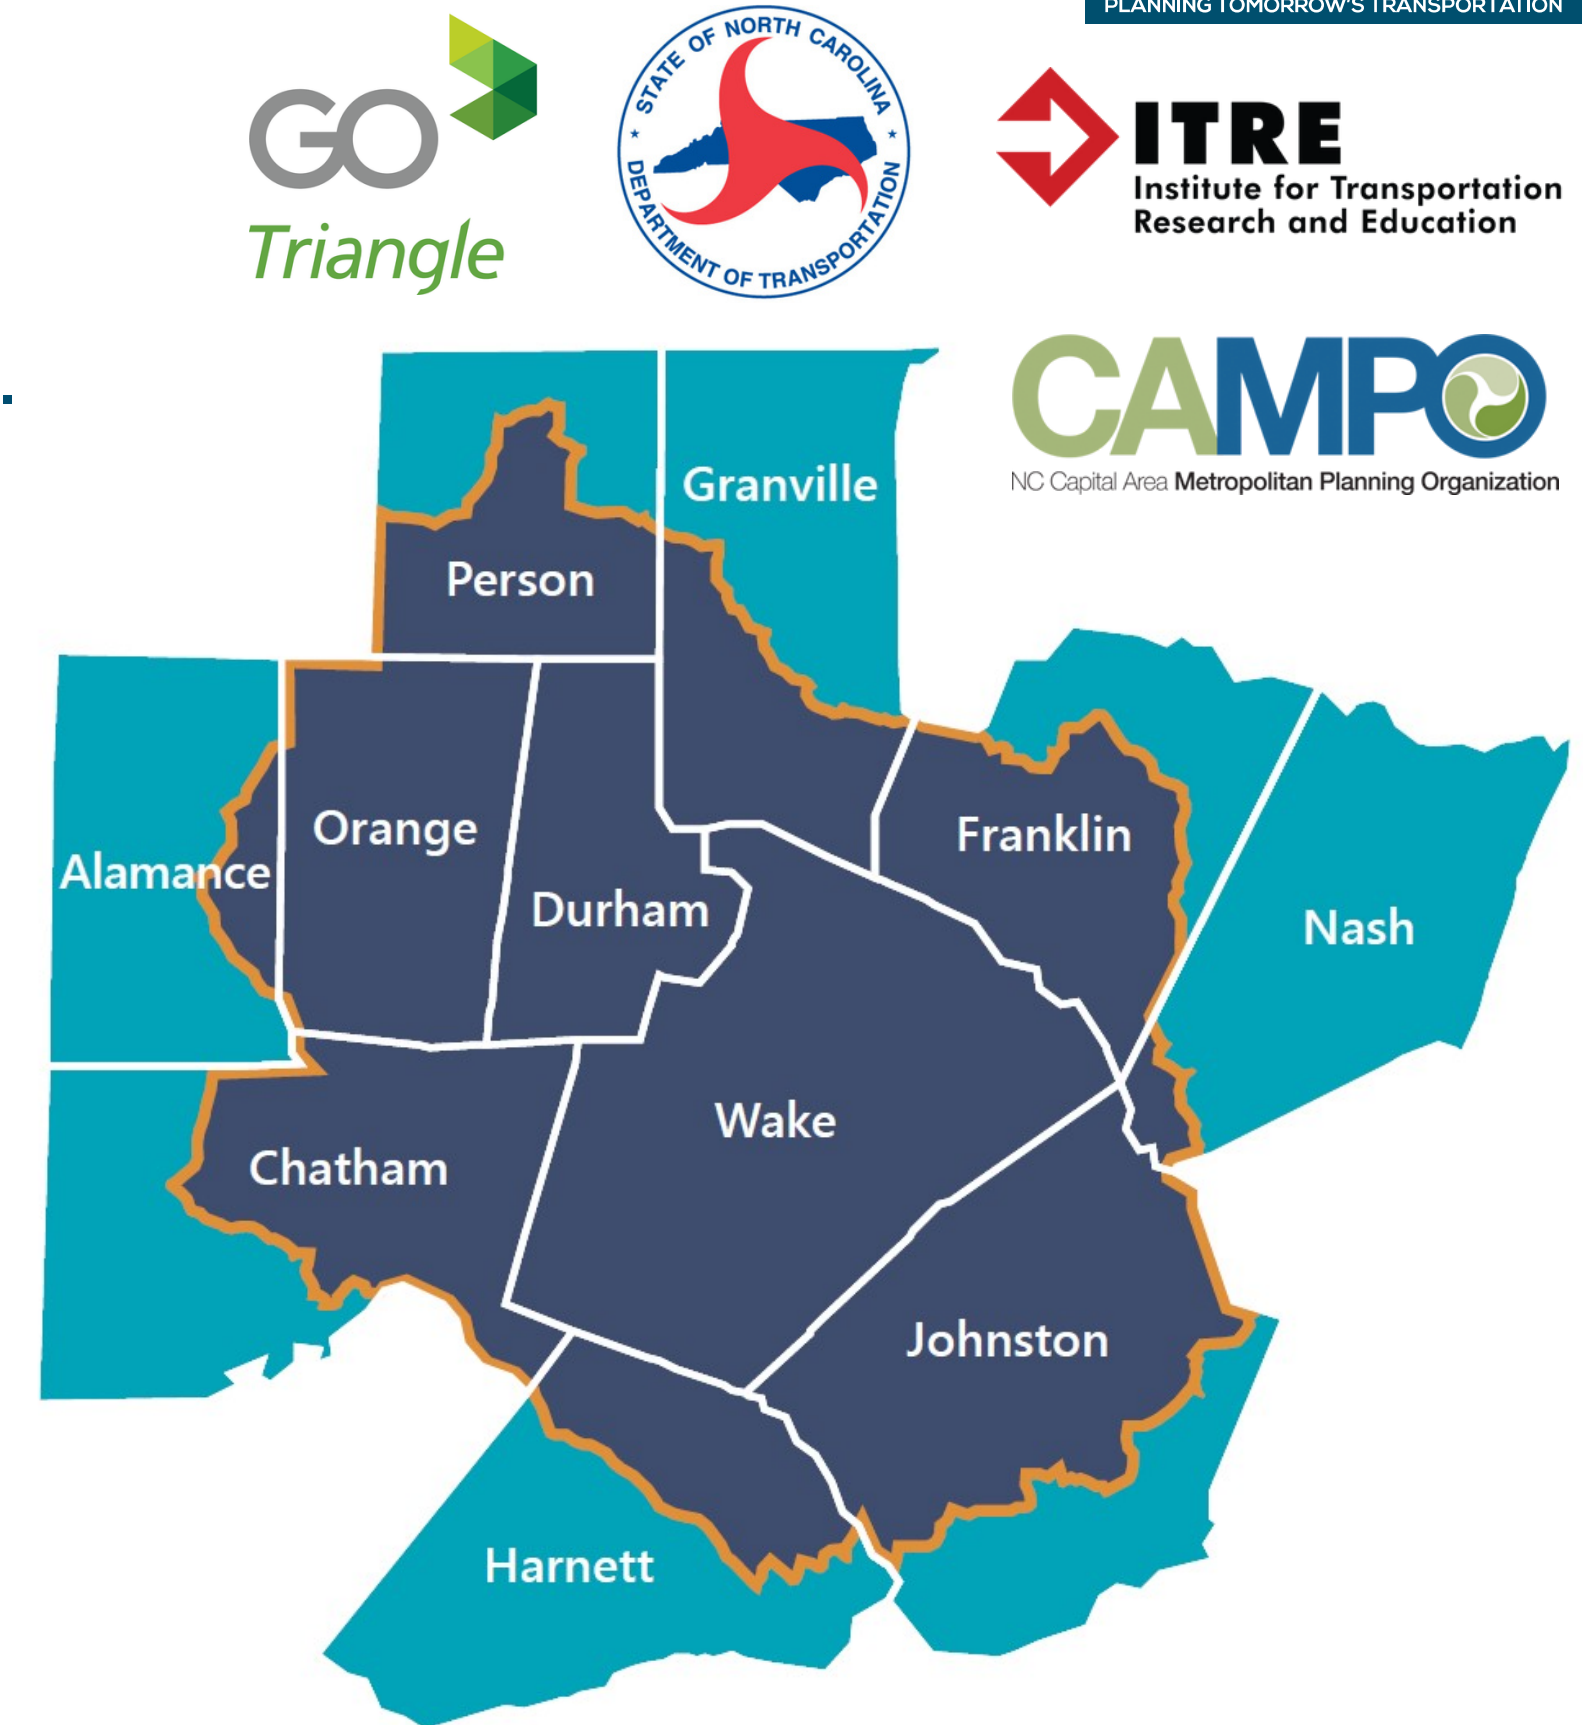 PLANNING TOMORROW'S TRANSPORTATION
GO
Triangle
STATE OF NORTH CAROLINA
DEPARTMENT OF TRANSPORTATION
ITRE
Institute for Transportation
Research and Education
CAMPO
NC Capital Area Metropolitan Planning Organization
Granville
Person
Orange
Franklin
Alamance
Durham
Nash
Wake
Chatham
Johnston
Harnett